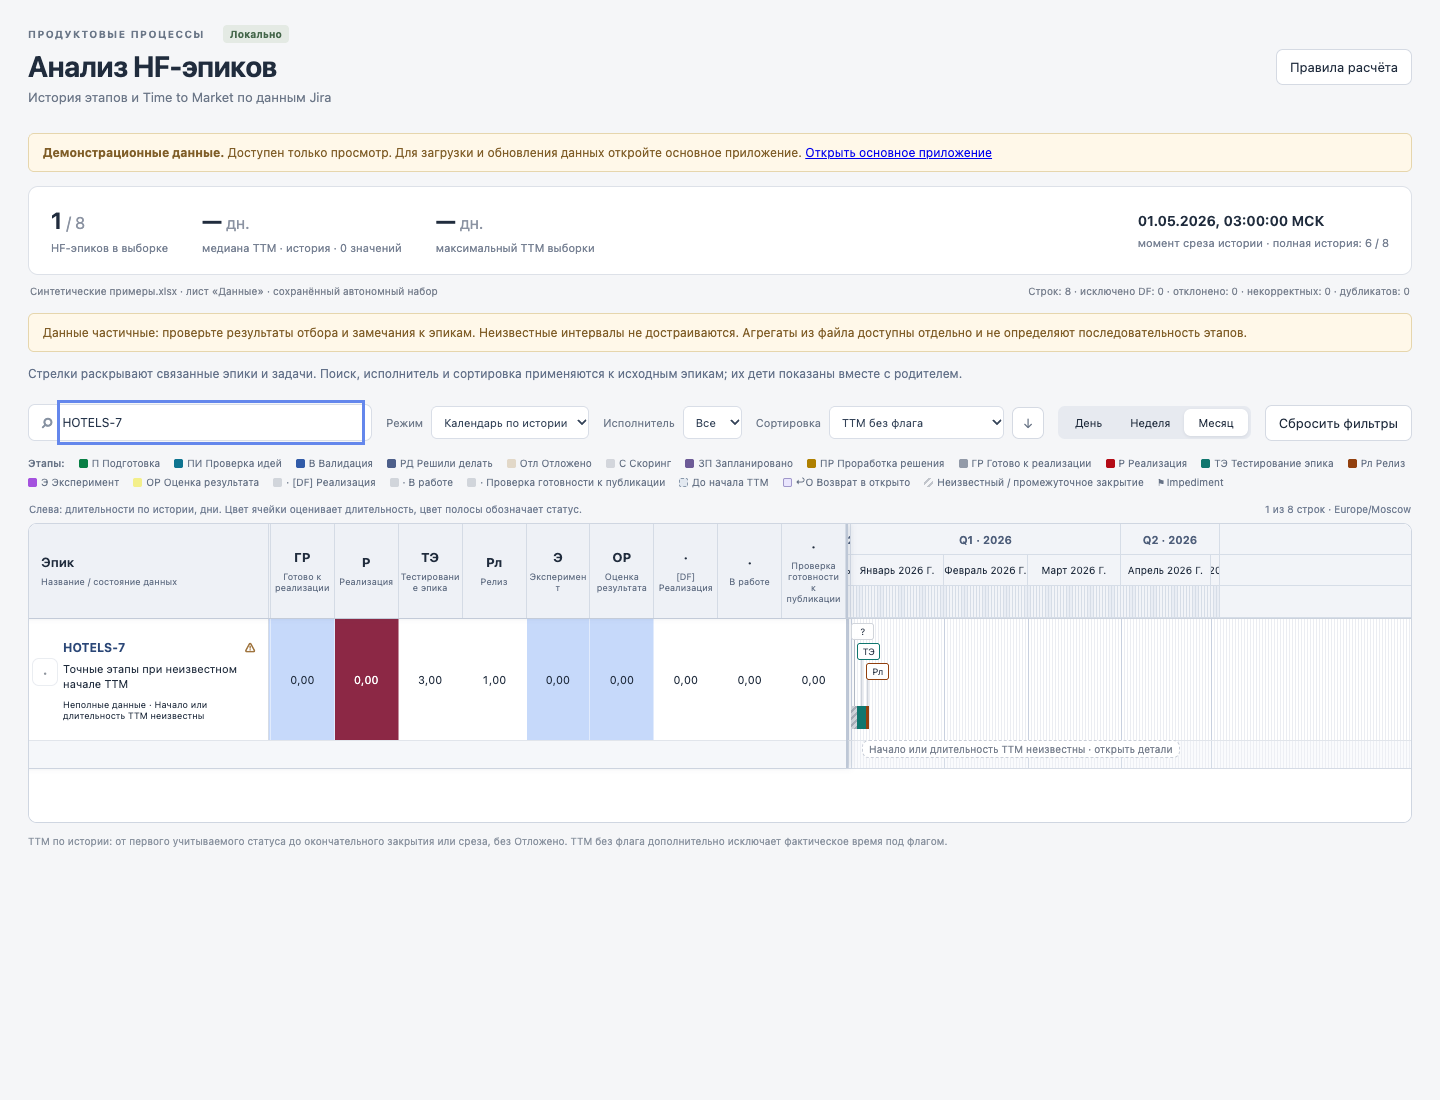 ПРОДУКТОВЫЕ ПРОЦЕССЫ Локально
Анализ HF-эпиков
Правила расчёта
История этапов и Time to Market по данным Jira
Демонстрационные данные. Доступен только просмотр. Для загрузки и обновления данных откройте основное приложение. Открыть основное приложение
1 / 8
HF-эпиков в выборке
— дн.
медиана ТТМ · история · 0 значений
— дн.
максимальный ТТМ выборки
01.05.2026, 03:00:00 МСК
момент среза истории · полная история: 6 / 8
Синтетические примеры.xlsx · лист «Данные» · сохранённый автономный набор
Строк: 8 · исключено DF: 0 · отклонено: 0 · некорректных: 0 · дубликатов: 0
Данные частичные: проверьте результаты отбора и замечания к эпикам. Неизвестные интервалы не достраиваются. Агрегаты из файла доступны отдельно и не определяют последовательность этапов.
Стрелки раскрывают связанные эпики и задачи. Поиск, исполнитель и сортировка применяются к исходным эпикам; их дети показаны вместе с родителем.
HOTELS-7 Режим Календарь по истории Исполнитель Все Сортировка ТТМ без флага ↓ День Неделя Месяц Сбросить фильтры
Этапы: П Подготовка ПИ Проверка идей В Валидация РД Решили делать Отл Отложено С Скоринг ЗП Запланировано ПР Проработка решения ГР Готово к реализации Р Реализация ТЭ Тестирование эпика Рл Релиз
Э Эксперимент ОР Оценка результата · [DF] Реализация · В работе · Проверка готовности к публикации До начала ТТМ ↩О Возврат в открыто Неизвестный / промежуточное закрытие ⚑ Impediment
Слева: длительности по истории, дни. Цвет ячейки оценивает длительность, цвет полосы обозначает статус.
1 из 8 строк · Europe/Moscow
Эпик
Название / состояние данных
ГР
Готово к
реализации
Р
Реализация
ТЭ
Тестировани
е эпика
Рл
Релиз
Э
Эксперимен
т
ОР
Оценка
результата
·
[DF]
Реализация
·
В работе
·
Проверка
готовности
к
публикации
Q1 · 2026 Q2 · 2026
Январь 2026 Г. Февраль 2026 Г. Март 2026 Г. Апрель 2026 Г.
HOTELS-7
Точные этапы при неизвестном
начале ТТМ
Неполные данные · Начало или
длительность ТТМ неизвестны
0,00 0,00 3,00 1,00 0,00 0,00 0,00 0,00 0,00
?
ТЭ
Рл
Начало или длительность ТТМ неизвестны · открыть детали
ТТМ по истории: от первого учитываемого статуса до окончательного закрытия или среза, без Отложено. ТТМ без флага дополнительно исключает фактическое время под флагом.